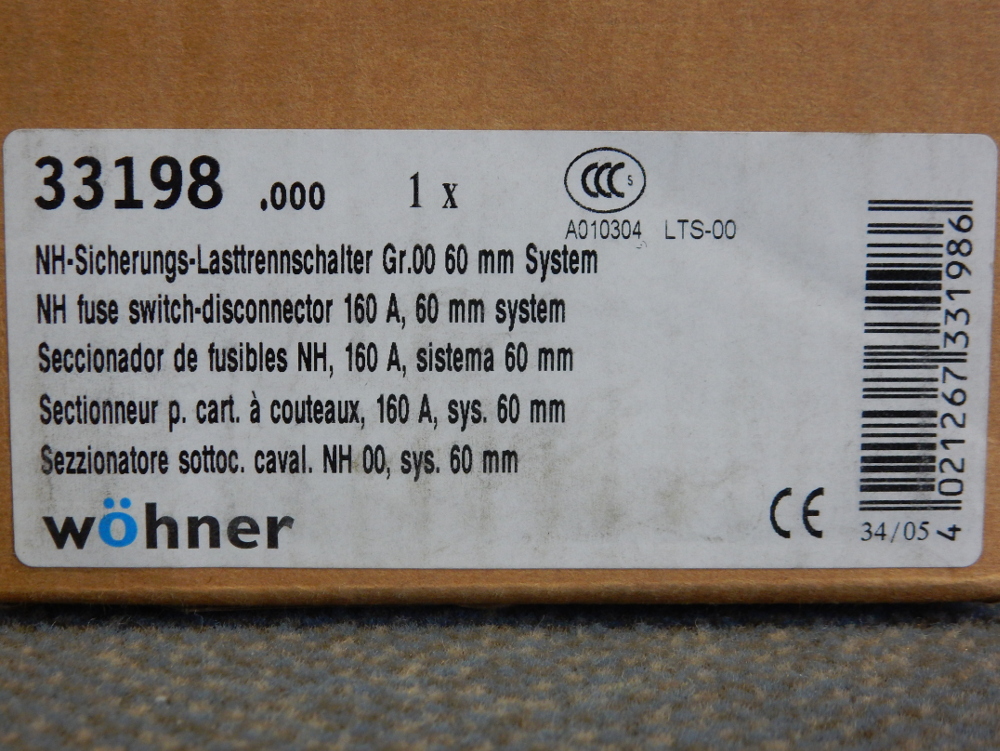 33198 .000 1 x
CCC S
A010304 LTS-00
NH-Sicherungs-Lasttrennschalter Gr.00 60 mm System
NH fuse switch-disconnector 160 A, 60 mm system
Seccionador de fusibles NH, 160 A, sistema 60 mm
Sectionneur p. cart. à couteaux, 160 A, sys. 60 mm
Sezzionatore sottoc. caval. NH 00, sys. 60 mm
wöhner
CE
34/05
4 021267 331986